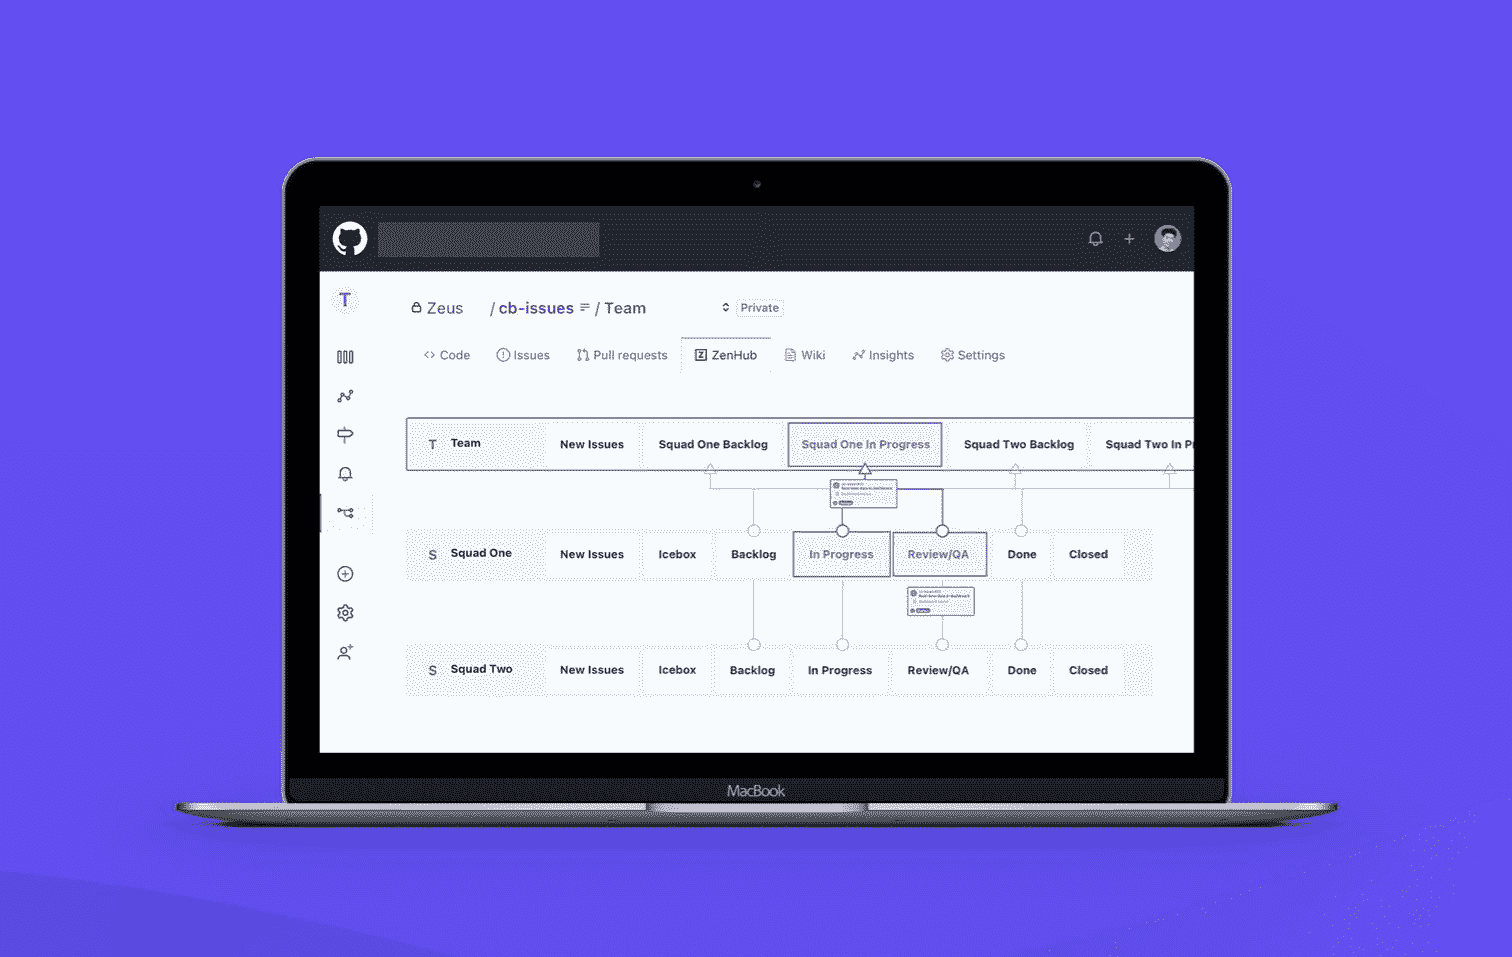 T
Zeus / cb-issues / Team Private
Code Issues Pull requests ZenHub Wiki Insights Settings
T Team New Issues Squad One Backlog Squad One In Progress Squad Two Backlog Squad Two In Pr
S Squad One New Issues Icebox Backlog In Progress Review/QA Done Closed
S Squad Two New Issues Icebox Backlog In Progress Review/QA Done Closed
MacBook